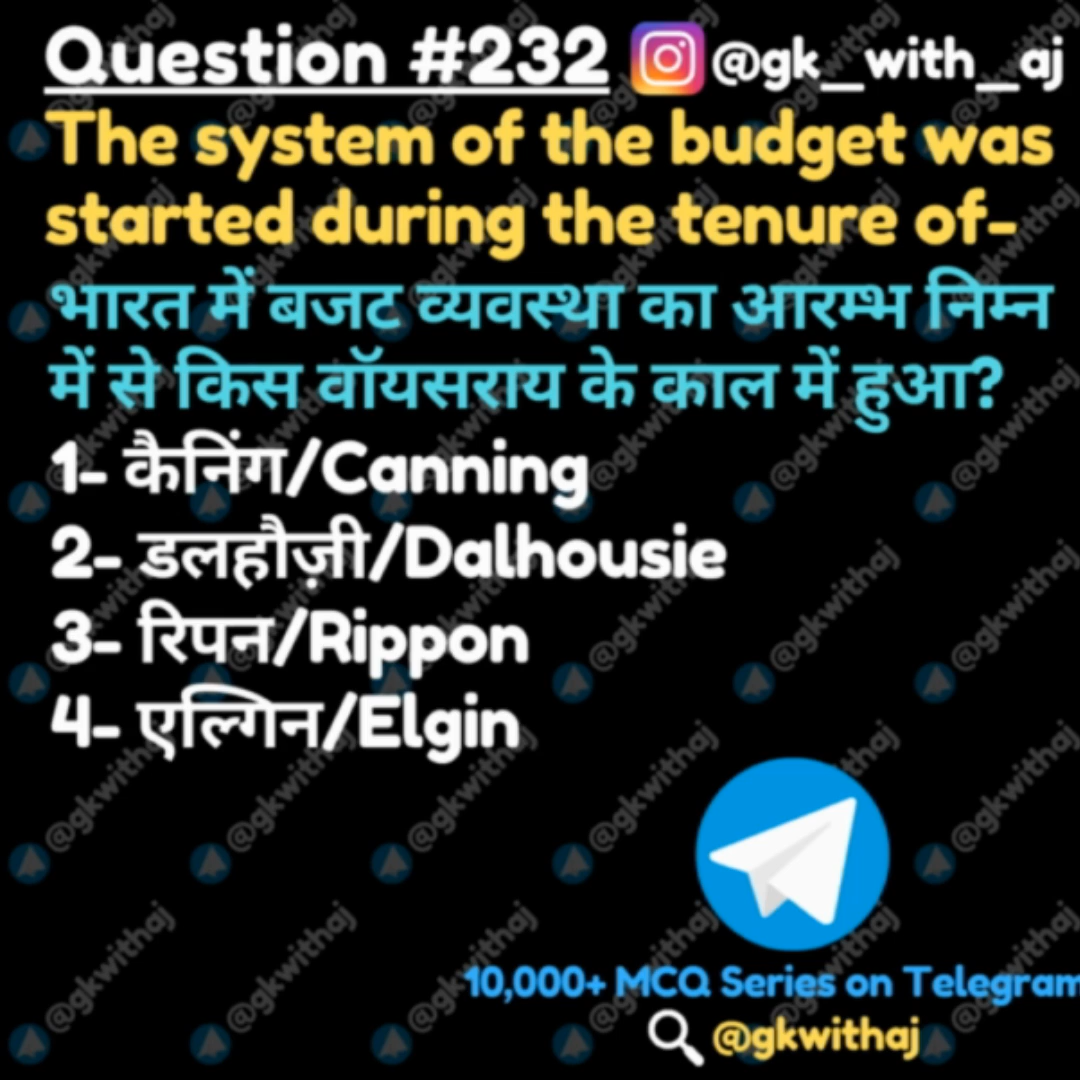 Question #232 @gk_with_aj
The system of the budget was
started during the tenure of-
भारत में बजट व्यवस्था का आरम्भ निम्न
में से किस वॉयसराय के काल में हुआ?
1- कैनिंग/Canning
2- डलहौज़ी/Dalhousie
3- रिपन/Rippon
4- एल्गिन/Elgin
10,000+ MCQ Series on Telegram
@gkwithaj